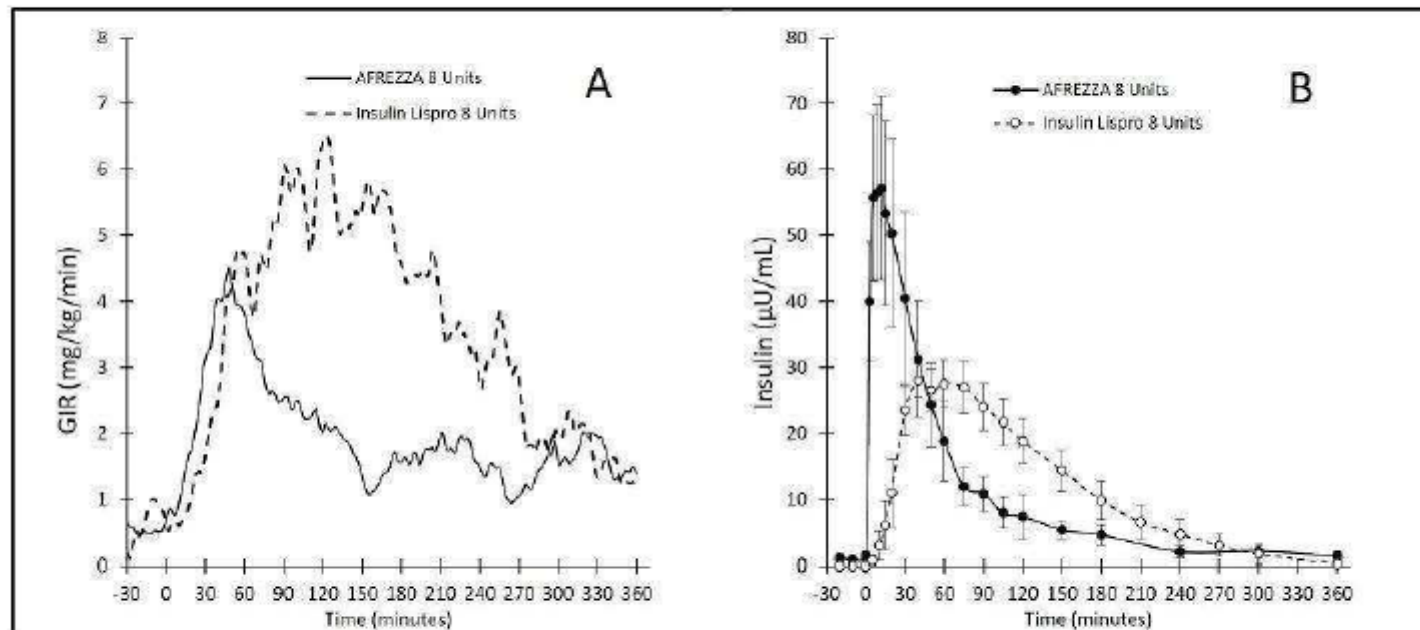 A
AFREZZA 8 Units
Insulin Lispro 8 Units
GIR (mg/kg/min)
8
7
6
5
4
3
2
1
0
-30 0 30 60 90 120 150 180 210 240 270 300 330 360
Time (minutes)
B
AFREZZA 8 Units
Insulin Lispro 8 Units
Insulin (µU/mL)
80
70
60
50
40
30
20
10
0
-30 0 30 60 90 120 150 180 210 240 270 300 330 360
Time (minutes)